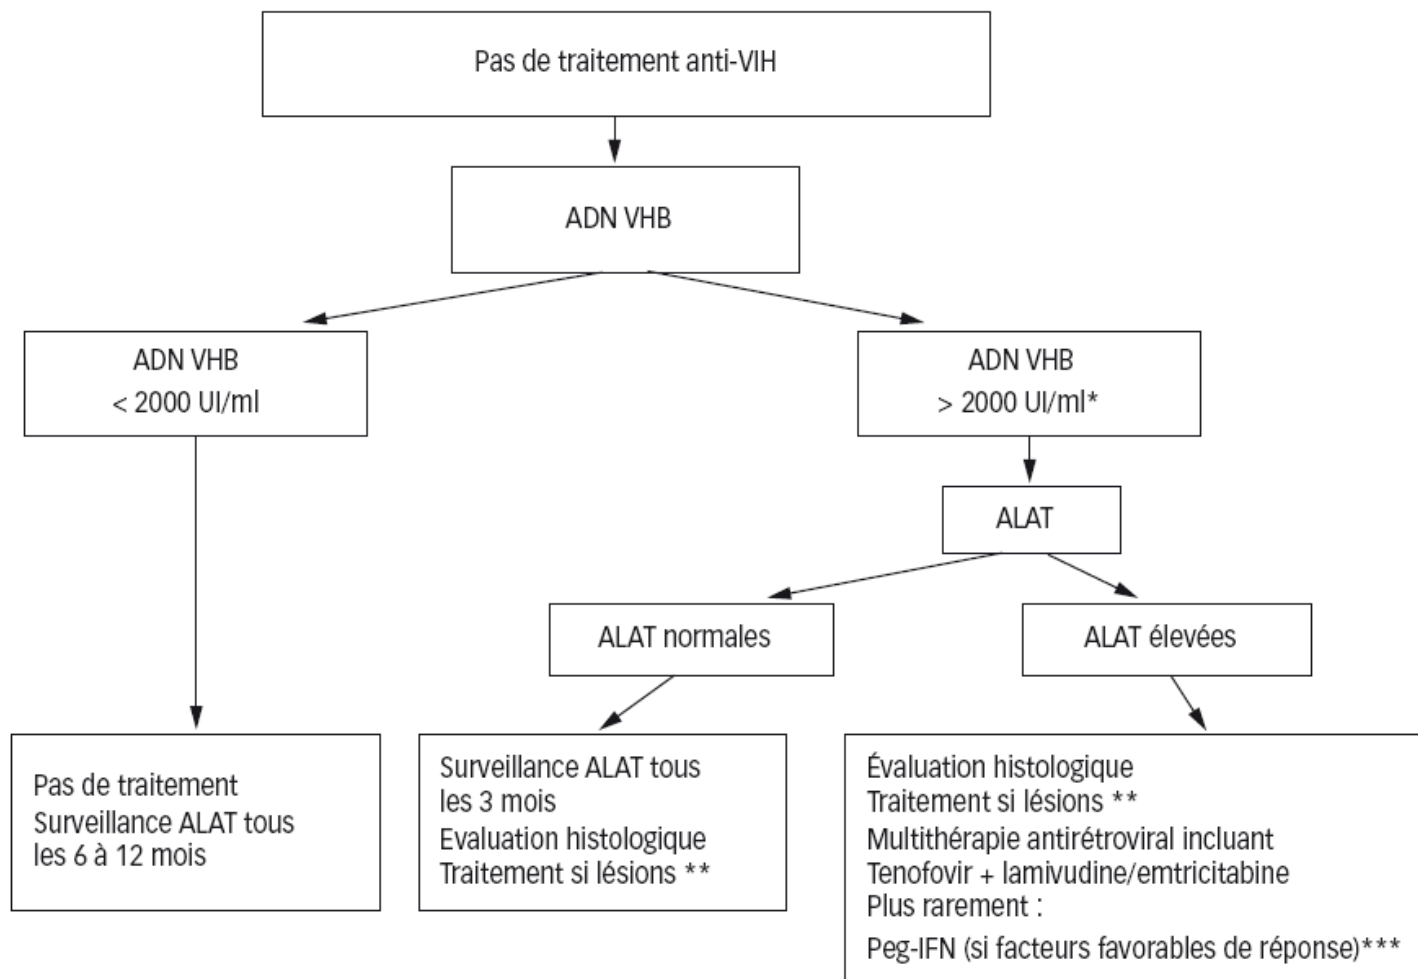 Pas de traitement anti-VIH
ADN VHB
ADN VHB
< 2000 UI/ml
ADN VHB
> 2000 UI/ml*
ALAT
ALAT normales
ALAT élevées
Pas de traitement
Surveillance ALAT tous
les 6 à 12 mois
Surveillance ALAT tous
les 3 mois
Evaluation histologique
Traitement si lésions **
Évaluation histologique
Traitement si lésions **
Multithérapie antirétroviral incluant
Tenofovir + lamivudine/emtricitabine
Plus rarement :
Peg-IFN (si facteurs favorables de réponse)***